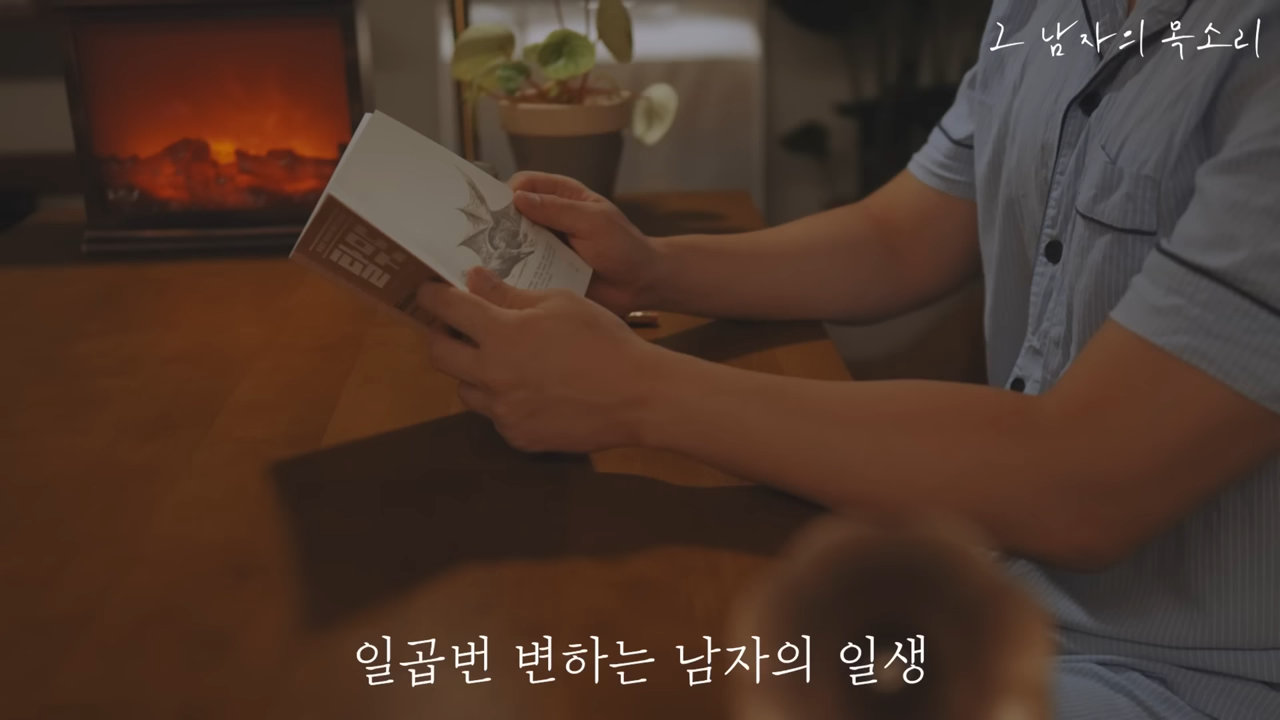 그 남자의 목소리
일곱번 변하는 남자의 일생